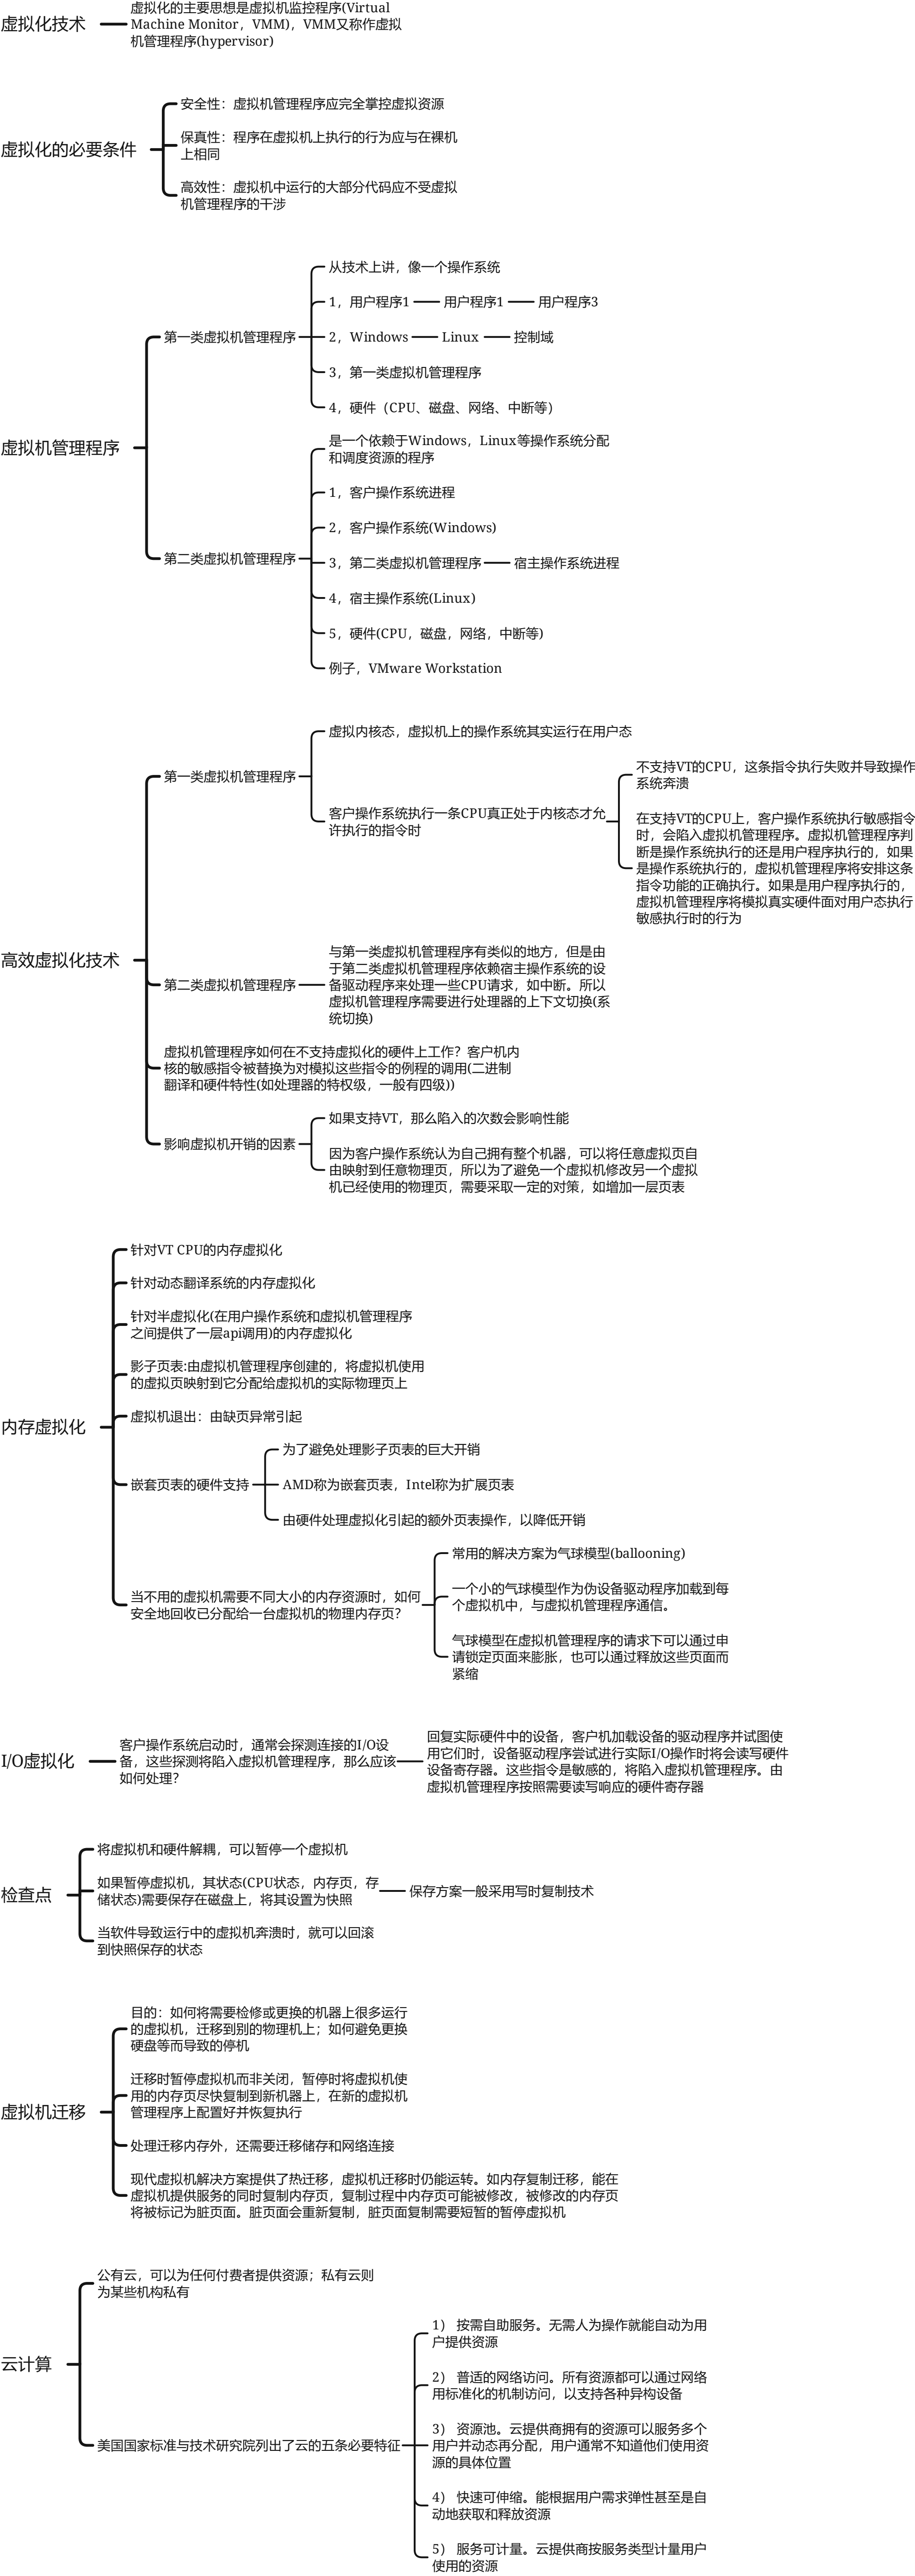 虚拟化技术
虚拟化的主要思想是虚拟机监控程序(Virtual
Machine Monitor，VMM)，VMM又称作虚拟
机管理程序(hypervisor)
虚拟化的必要条件
安全性：虚拟机管理程序应完全掌控虚拟资源
保真性：程序在虚拟机上执行的行为应与在裸机
上相同
高效性：虚拟机中运行的大部分代码应不受虚拟
机管理程序的干涉
虚拟机管理程序
第一类虚拟机管理程序
从技术上讲，像一个操作系统
1，用户程序1 用户程序1 用户程序3
2，Windows Linux 控制域
3，第一类虚拟机管理程序
4，硬件（CPU、磁盘、网络、中断等）
第二类虚拟机管理程序
是一个依赖于Windows，Linux等操作系统分配
和调度资源的程序
1，客户操作系统进程
2，客户操作系统(Windows)
3，第二类虚拟机管理程序 宿主操作系统进程
4，宿主操作系统(Linux)
5，硬件(CPU，磁盘，网络，中断等)
例子，VMware Workstation
高效虚拟化技术
第一类虚拟机管理程序
虚拟内核态，虚拟机上的操作系统其实运行在用户态
客户操作系统执行一条CPU真正处于内核态才允
许执行的指令时
不支持VT的CPU，这条指令执行失败并导致操作
系统奔溃
在支持VT的CPU上，客户操作系统执行敏感指令
时，会陷入虚拟机管理程序。虚拟机管理程序判
断是操作系统执行的还是用户程序执行的，如果
是操作系统执行的，虚拟机管理程序将安排这条
指令功能的正确执行。如果是用户程序执行的，
虚拟机管理程序将模拟真实硬件面对用户态执行
敏感执行时的行为
第二类虚拟机管理程序
与第一类虚拟机管理程序有类似的地方，但是由
于第二类虚拟机管理程序依赖宿主操作系统的设
备驱动程序来处理一些CPU请求，如中断。所以
虚拟机管理程序需要进行处理器的上下文切换(系
统切换)
虚拟机管理程序如何在不支持虚拟化的硬件上工作？客户机内
核的敏感指令被替换为对模拟这些指令的例程的调用(二进制
翻译和硬件特性(如处理器的特权级，一般有四级))
影响虚拟机开销的因素
如果支持VT，那么陷入的次数会影响性能
因为客户操作系统认为自己拥有整个机器，可以将任意虚拟页自
由映射到任意物理页，所以为了避免一个虚拟机修改另一个虚拟
机已经使用的物理页，需要采取一定的对策，如增加一层页表
内存虚拟化
针对VT CPU的内存虚拟化
针对动态翻译系统的内存虚拟化
针对半虚拟化(在用户操作系统和虚拟机管理程序
之间提供了一层api调用)的内存虚拟化
影子页表:由虚拟机管理程序创建的，将虚拟机使用
的虚拟页映射到它分配给虚拟机的实际物理页上
虚拟机退出：由缺页异常引起
嵌套页表的硬件支持
为了避免处理影子页表的巨大开销
AMD称为嵌套页表，Intel称为扩展页表
由硬件处理虚拟化引起的额外页表操作，以降低开销
当不用的虚拟机需要不同大小的内存资源时，如何
安全地回收已分配给一台虚拟机的物理内存页？
常用的解决方案为气球模型(ballooning)
一个小的气球模型作为伪设备驱动程序加载到每
个虚拟机中，与虚拟机管理程序通信。
气球模型在虚拟机管理程序的请求下可以通过申
请锁定页面来膨胀，也可以通过释放这些页面而
紧缩
I/O虚拟化
客户操作系统启动时，通常会探测连接的I/O设
备，这些探测将陷入虚拟机管理程序，那么应该
如何处理？
回复实际硬件中的设备，客户机加载设备的驱动程序并试图使
用它们时，设备驱动程序尝试进行实际I/O操作时将会读写硬件
设备寄存器。这些指令是敏感的，将陷入虚拟机管理程序。由
虚拟机管理程序按照需要读写响应的硬件寄存器
检查点
将虚拟机和硬件解耦，可以暂停一个虚拟机
如果暂停虚拟机，其状态(CPU状态，内存页，存
储状态)需要保存在磁盘上，将其设置为快照
保存方案一般采用写时复制技术
当软件导致运行中的虚拟机奔溃时，就可以回滚
到快照保存的状态
虚拟机迁移
目的：如何将需要检修或更换的机器上很多运行
的虚拟机，迁移到别的物理机上；如何避免更换
硬盘等而导致的停机
迁移时暂停虚拟机而非关闭，暂停时将虚拟机使
用的内存页尽快复制到新机器上，在新的虚拟机
管理程序上配置好并恢复执行
处理迁移内存外，还需要迁移储存和网络连接
现代虚拟机解决方案提供了热迁移，虚拟机迁移时仍能运转。如内存复制迁移，能在
虚拟机提供服务的同时复制内存页，复制过程中内存页可能被修改，被修改的内存页
将被标记为脏页面。脏页面会重新复制，脏页面复制需要短暂的暂停虚拟机
云计算
公有云，可以为任何付费者提供资源；私有云则
为某些机构私有
美国国家标准与技术研究院列出了云的五条必要特征
1） 按需自助服务。无需人为操作就能自动为用
户提供资源
2） 普适的网络访问。所有资源都可以通过网络
用标准化的机制访问，以支持各种异构设备
3） 资源池。云提供商拥有的资源可以服务多个
用户并动态再分配，用户通常不知道他们使用资
源的具体位置
4） 快速可伸缩。能根据用户需求弹性甚至是自
动地获取和释放资源
5） 服务可计量。云提供商按服务类型计量用户
使用的资源